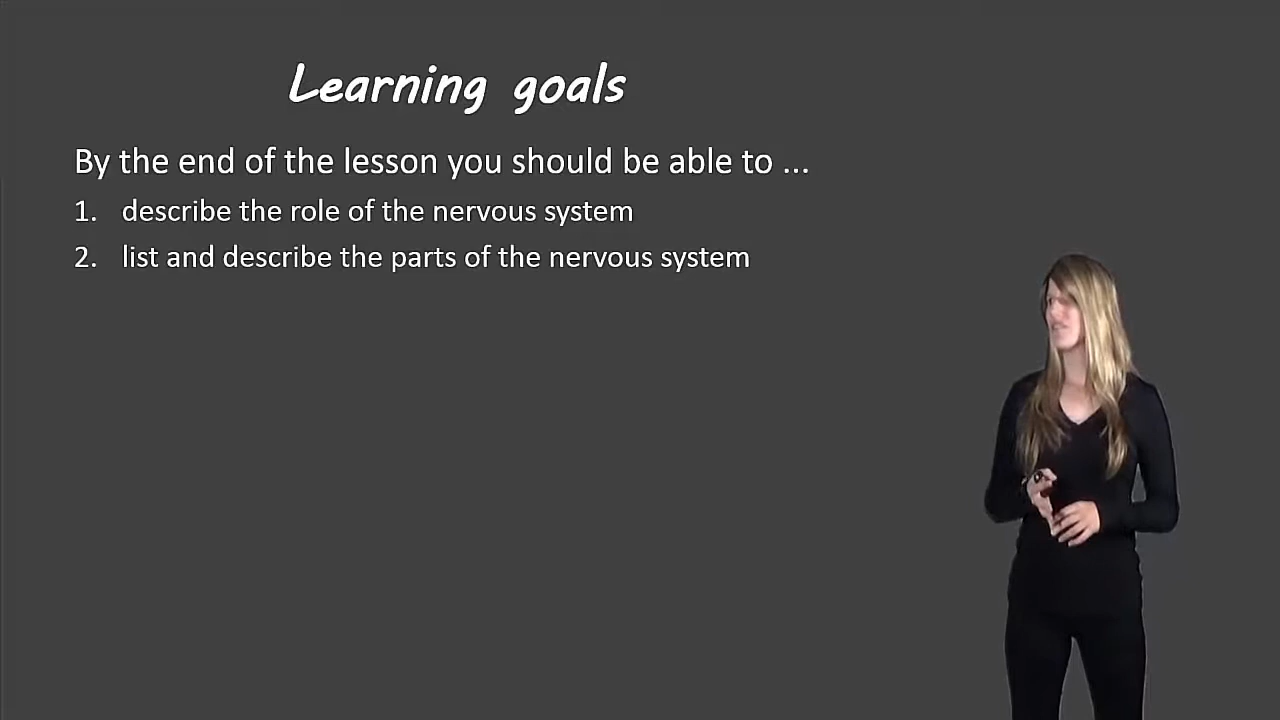 Learning goals
By the end of the lesson you should be able to ...
1. describe the role of the nervous system
2. list and describe the parts of the nervous system